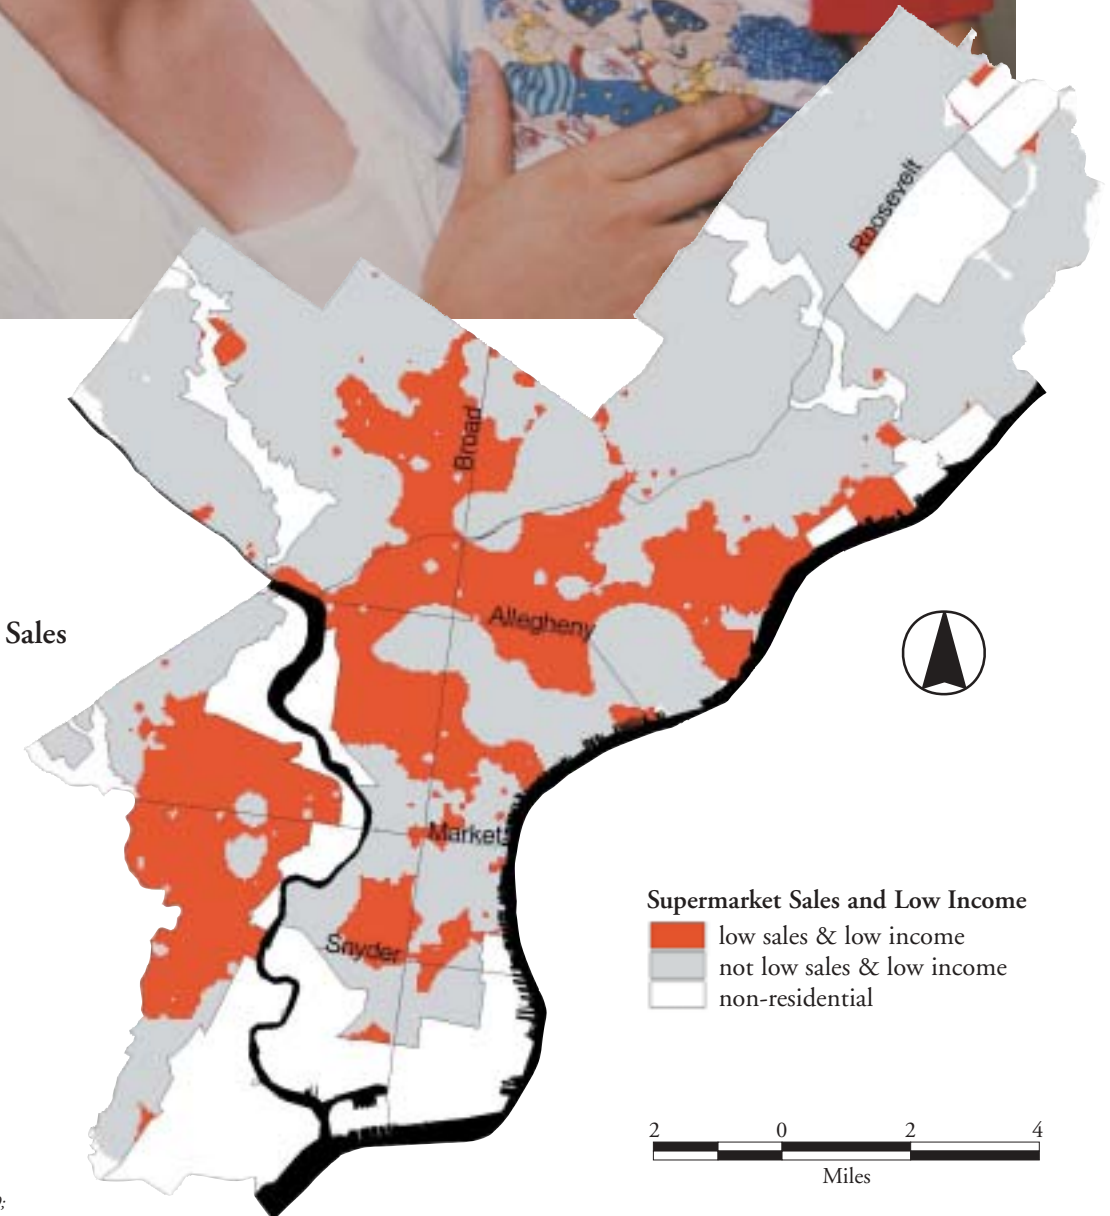 Roosevelt
Broad
Sales
Allegheny
Market
Supermarket Sales and Low Income
low sales & low income
not low sales & low income
Snyder
non-residential
2 0 2 4
Miles